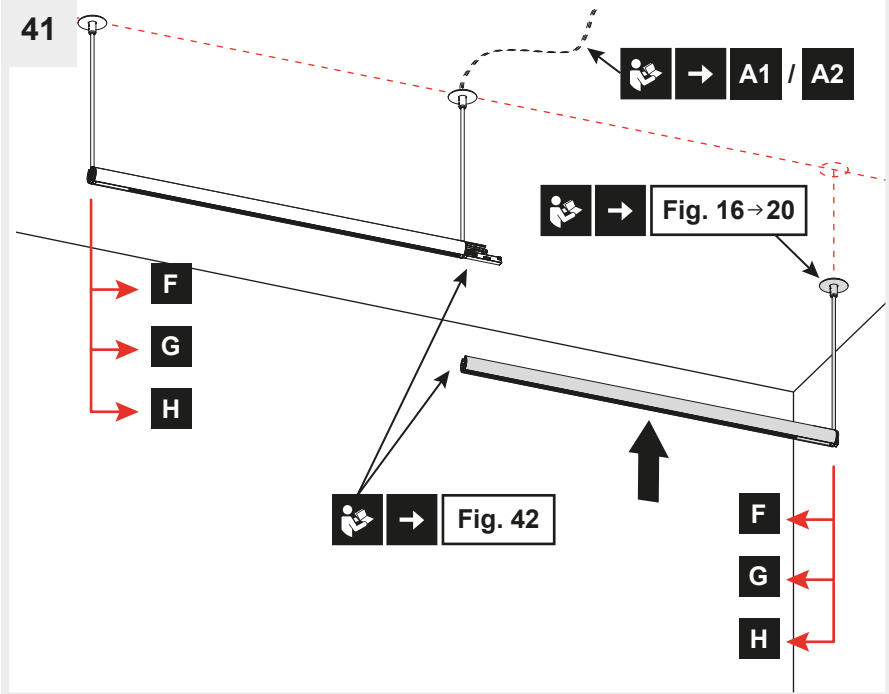 41
→ A1 / A2
→ Fig. 16→20
F
G
H
→ Fig. 42
F
G
H